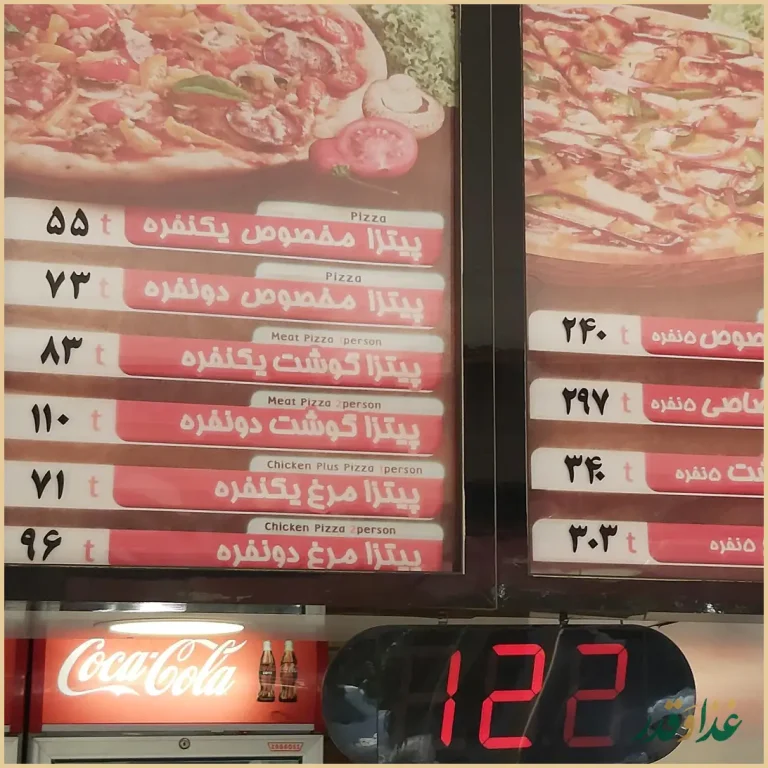 Pizza
پیتزا مخصوص یکنفره t ۵۵
Pizza
پیتزا مخصوص دونفره t ۷۳
Meat Pizza 1person
پیتزا گوشت یکنفره t ۸۳
Meat Pizza 2person
پیتزا گوشت دونفره t ۱۱۰
Chicken Plus Pizza 1person
پیتزا مرغ یکنفره t ۷۱
Chicken Pizza 2person
پیتزا مرغ دونفره t ۹۶
۵نفره t ۲۴۰
۵نفره t ۲۹۷
۵نفره t ۳۴۰
۵نفره t ۳۰۳
Coca-Cola
122